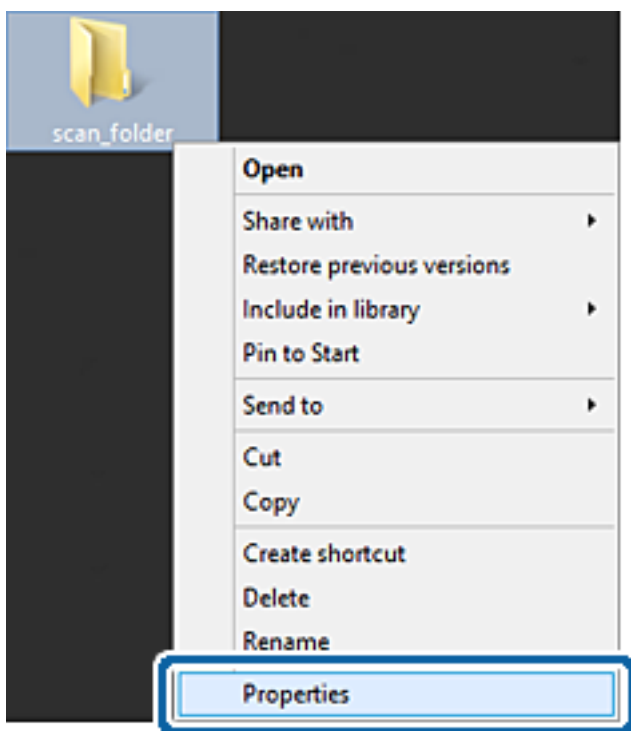 scan_folder
Open
Share with
Restore previous versions
Include in library
Pin to Start
Send to
Cut
Copy
Create shortcut
Delete
Rename
Properties